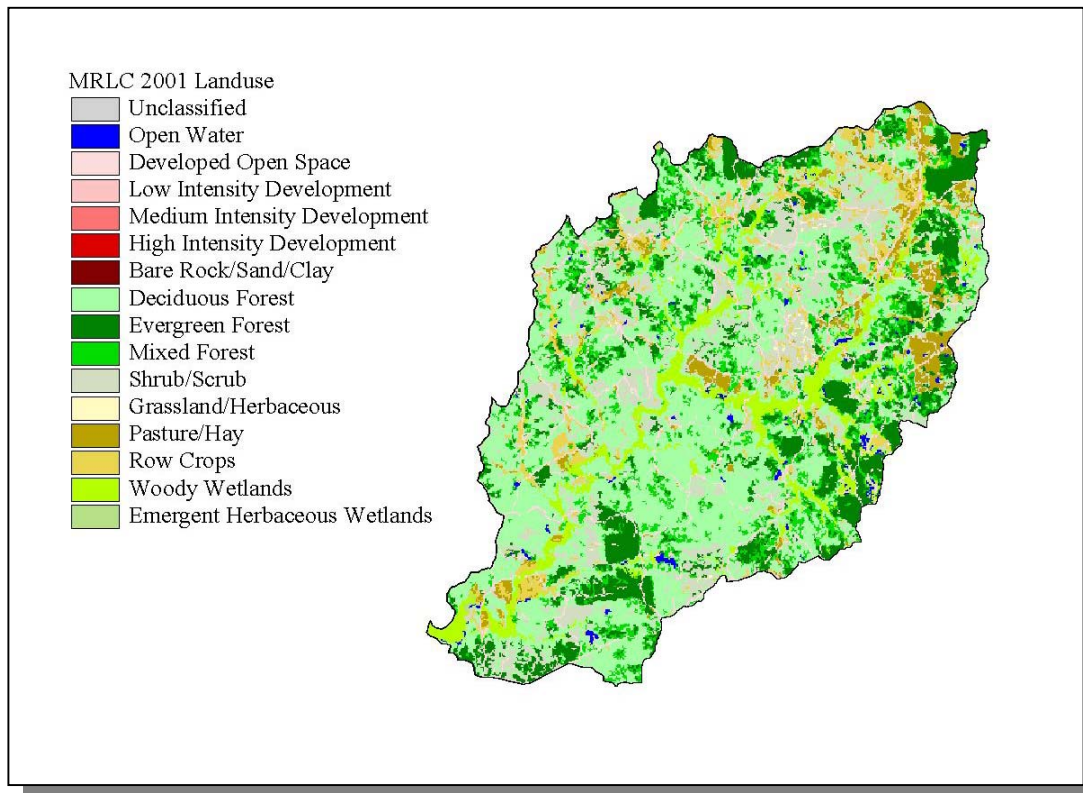 MRLC 2001 Landuse
Unclassified
Open Water
Developed Open Space
Low Intensity Development
Medium Intensity Development
High Intensity Development
Bare Rock/Sand/Clay
Deciduous Forest
Evergreen Forest
Mixed Forest
Shrub/Scrub
Grassland/Herbaceous
Pasture/Hay
Row Crops
Woody Wetlands
Emergent Herbaceous Wetlands